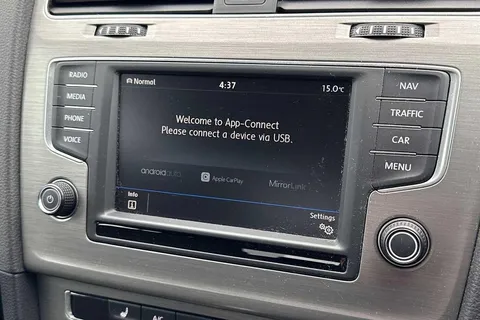 RADIO
MEDIA
PHONE
VOICE
Normal
4:37
15.0°C
Welcome to App-Connect
Please connect a device via USB.
androidauto
Apple CarPlay
MirrorLink
Info
Settings
NAV
TRAFFIC
CAR
MENU
A/C